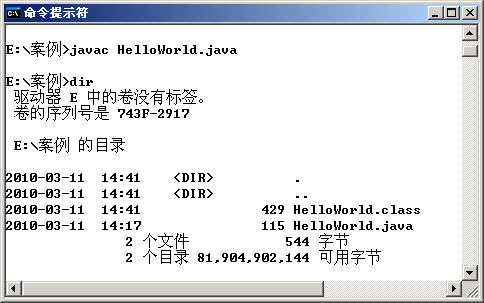 命令提示符
E:\案例>javac HelloWorld.java
E:\案例>dir
驱动器 E 中的卷没有标签。
卷的序列号是 743F-2917
E:\案例 的目录
2010-03-11  14:41    <DIR>          .
2010-03-11  14:41    <DIR>          ..
2010-03-11  14:41               429 HelloWorld.class
2010-03-11  14:17               115 HelloWorld.java
2 个文件            544 字节
2 个目录 81,904,902,144 可用字节